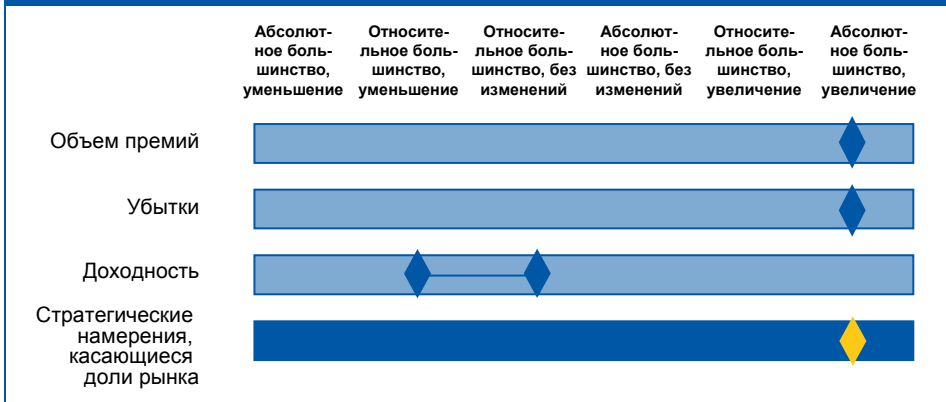 Абсолют- Относите- Относите- Абсолют- Относите- Абсолют-
ное боль- льное боль- льное боль- ное боль- льное боль- ное боль-
шинство, шинство, шинство, без шинство, без шинство, шинство,
уменьшение уменьшение изменений изменений увеличение увеличение
Объем премий
Убытки
Доходность
Стратегические
намерения,
касающиеся
доли рынка